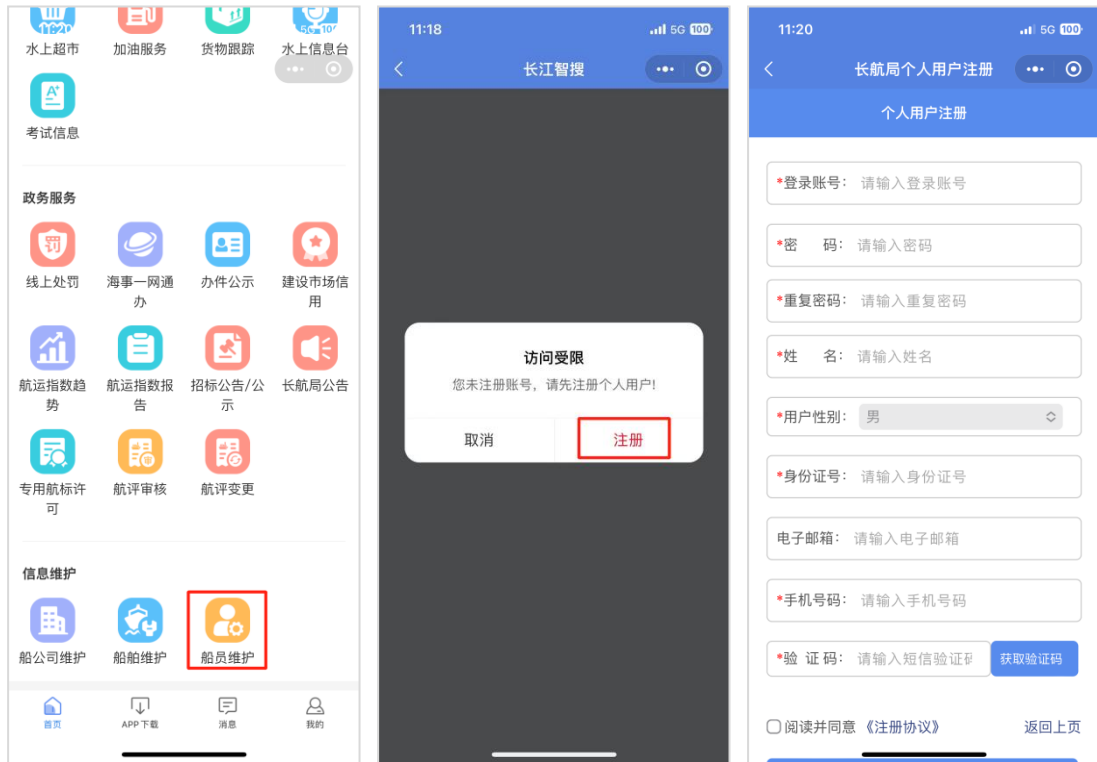 水上超市 加油服务 货物跟踪 水上信息台
考试信息
政务服务
罚
线上处罚 海事一网通办 办件公示 建设市场信用
航运指数趋势 航运指数报告 招标公告/公示 长航局公告
专用航标许可 航评审核 航评变更
信息维护
船公司维护 船舶维护 船员维护
首页 APP下载 消息 我的
11:18 5G 100
长江智搜
访问受限
您未注册账号，请先注册个人用户!
取消 注册
11:20 5G 100
长航局个人用户注册
个人用户注册
*登录账号： 请输入登录账号
*密 码： 请输入密码
*重复密码： 请输入重复密码
*姓 名： 请输入姓名
*用户性别： 男
*身份证号： 请输入身份证号
电子邮箱： 请输入电子邮箱
*手机号码： 请输入手机号码
*验 证 码： 请输入短信验证码 获取验证码
阅读并同意 《注册协议》 返回上页